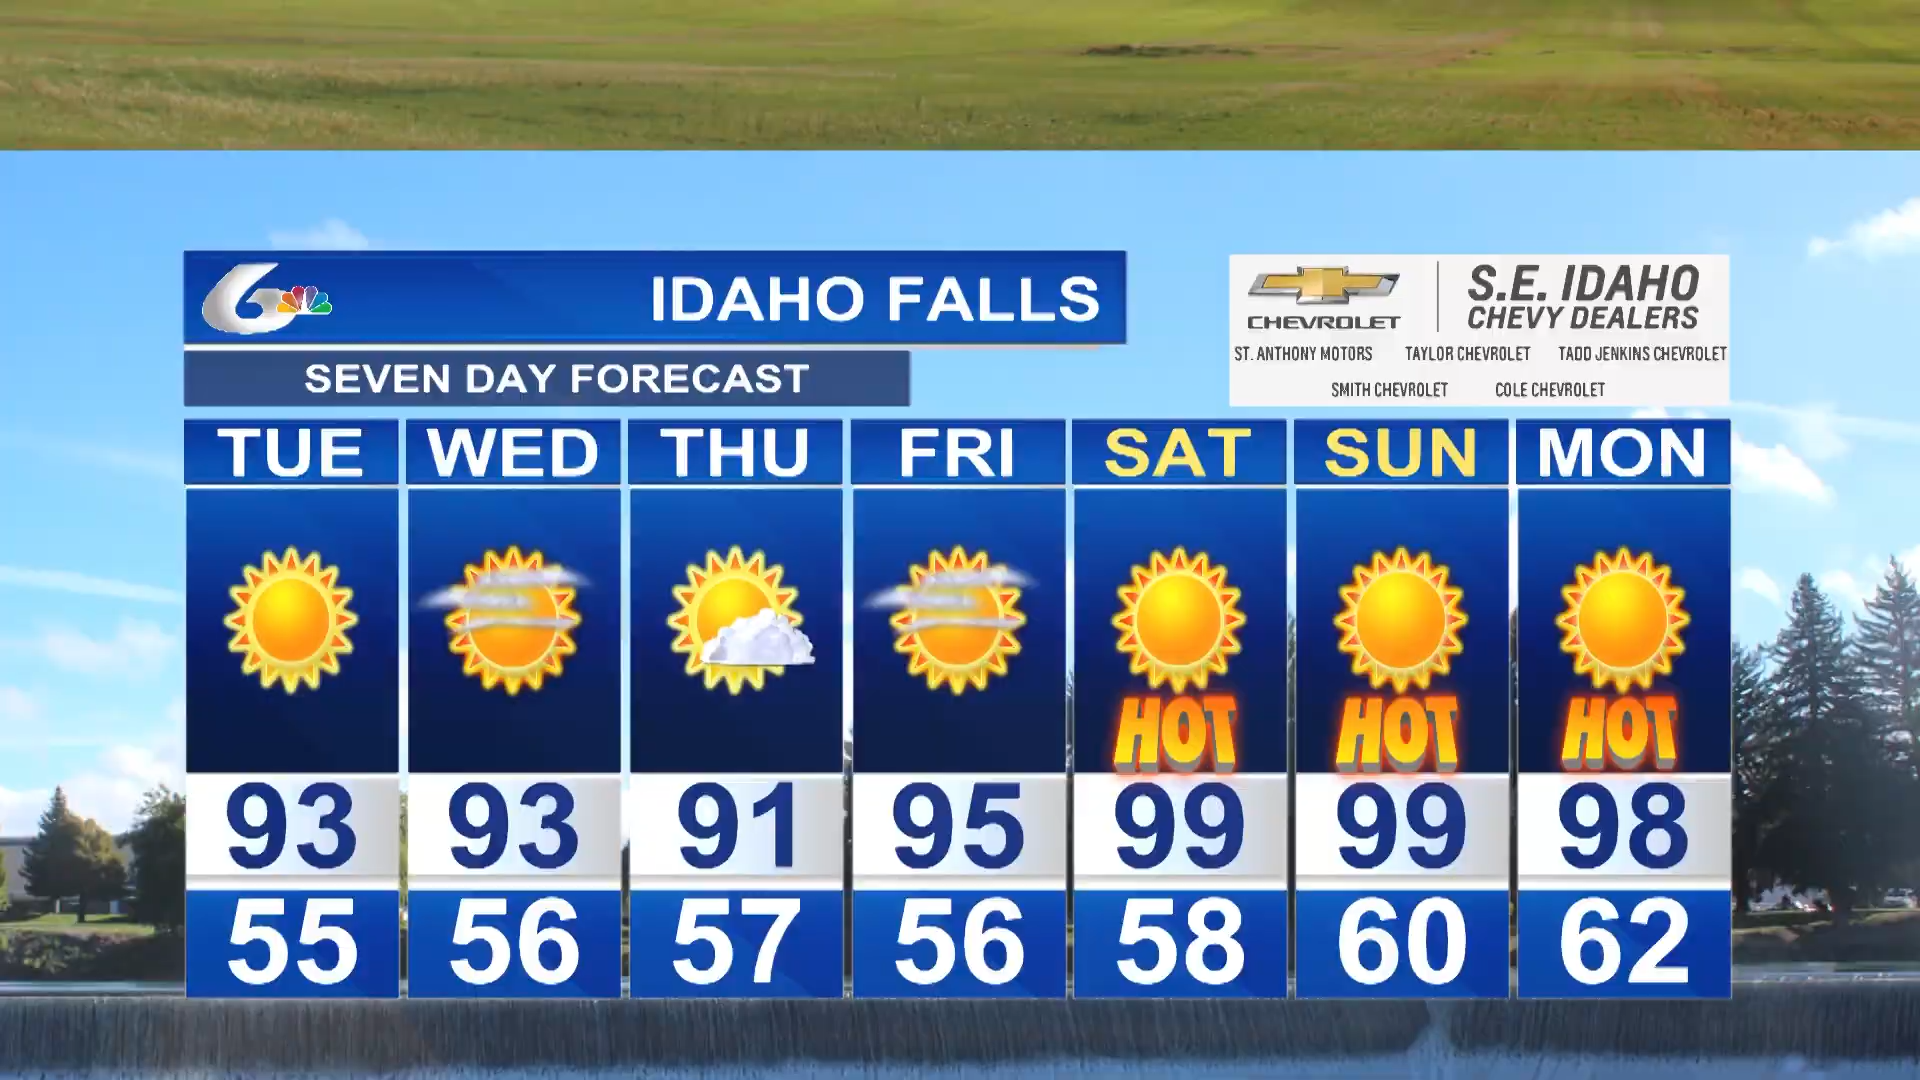 6
IDAHO FALLS
SEVEN DAY FORECAST
CHEVROLET
S.E. IDAHO
CHEVY DEALERS
ST. ANTHONY MOTORS TAYLOR CHEVROLET TADD JENKINS CHEVROLET
SMITH CHEVROLET COLE CHEVROLET
TUE WED THU FRI SAT SUN MON
HOT HOT HOT
93 93 91 95 99 99 98
55 56 57 56 58 60 62